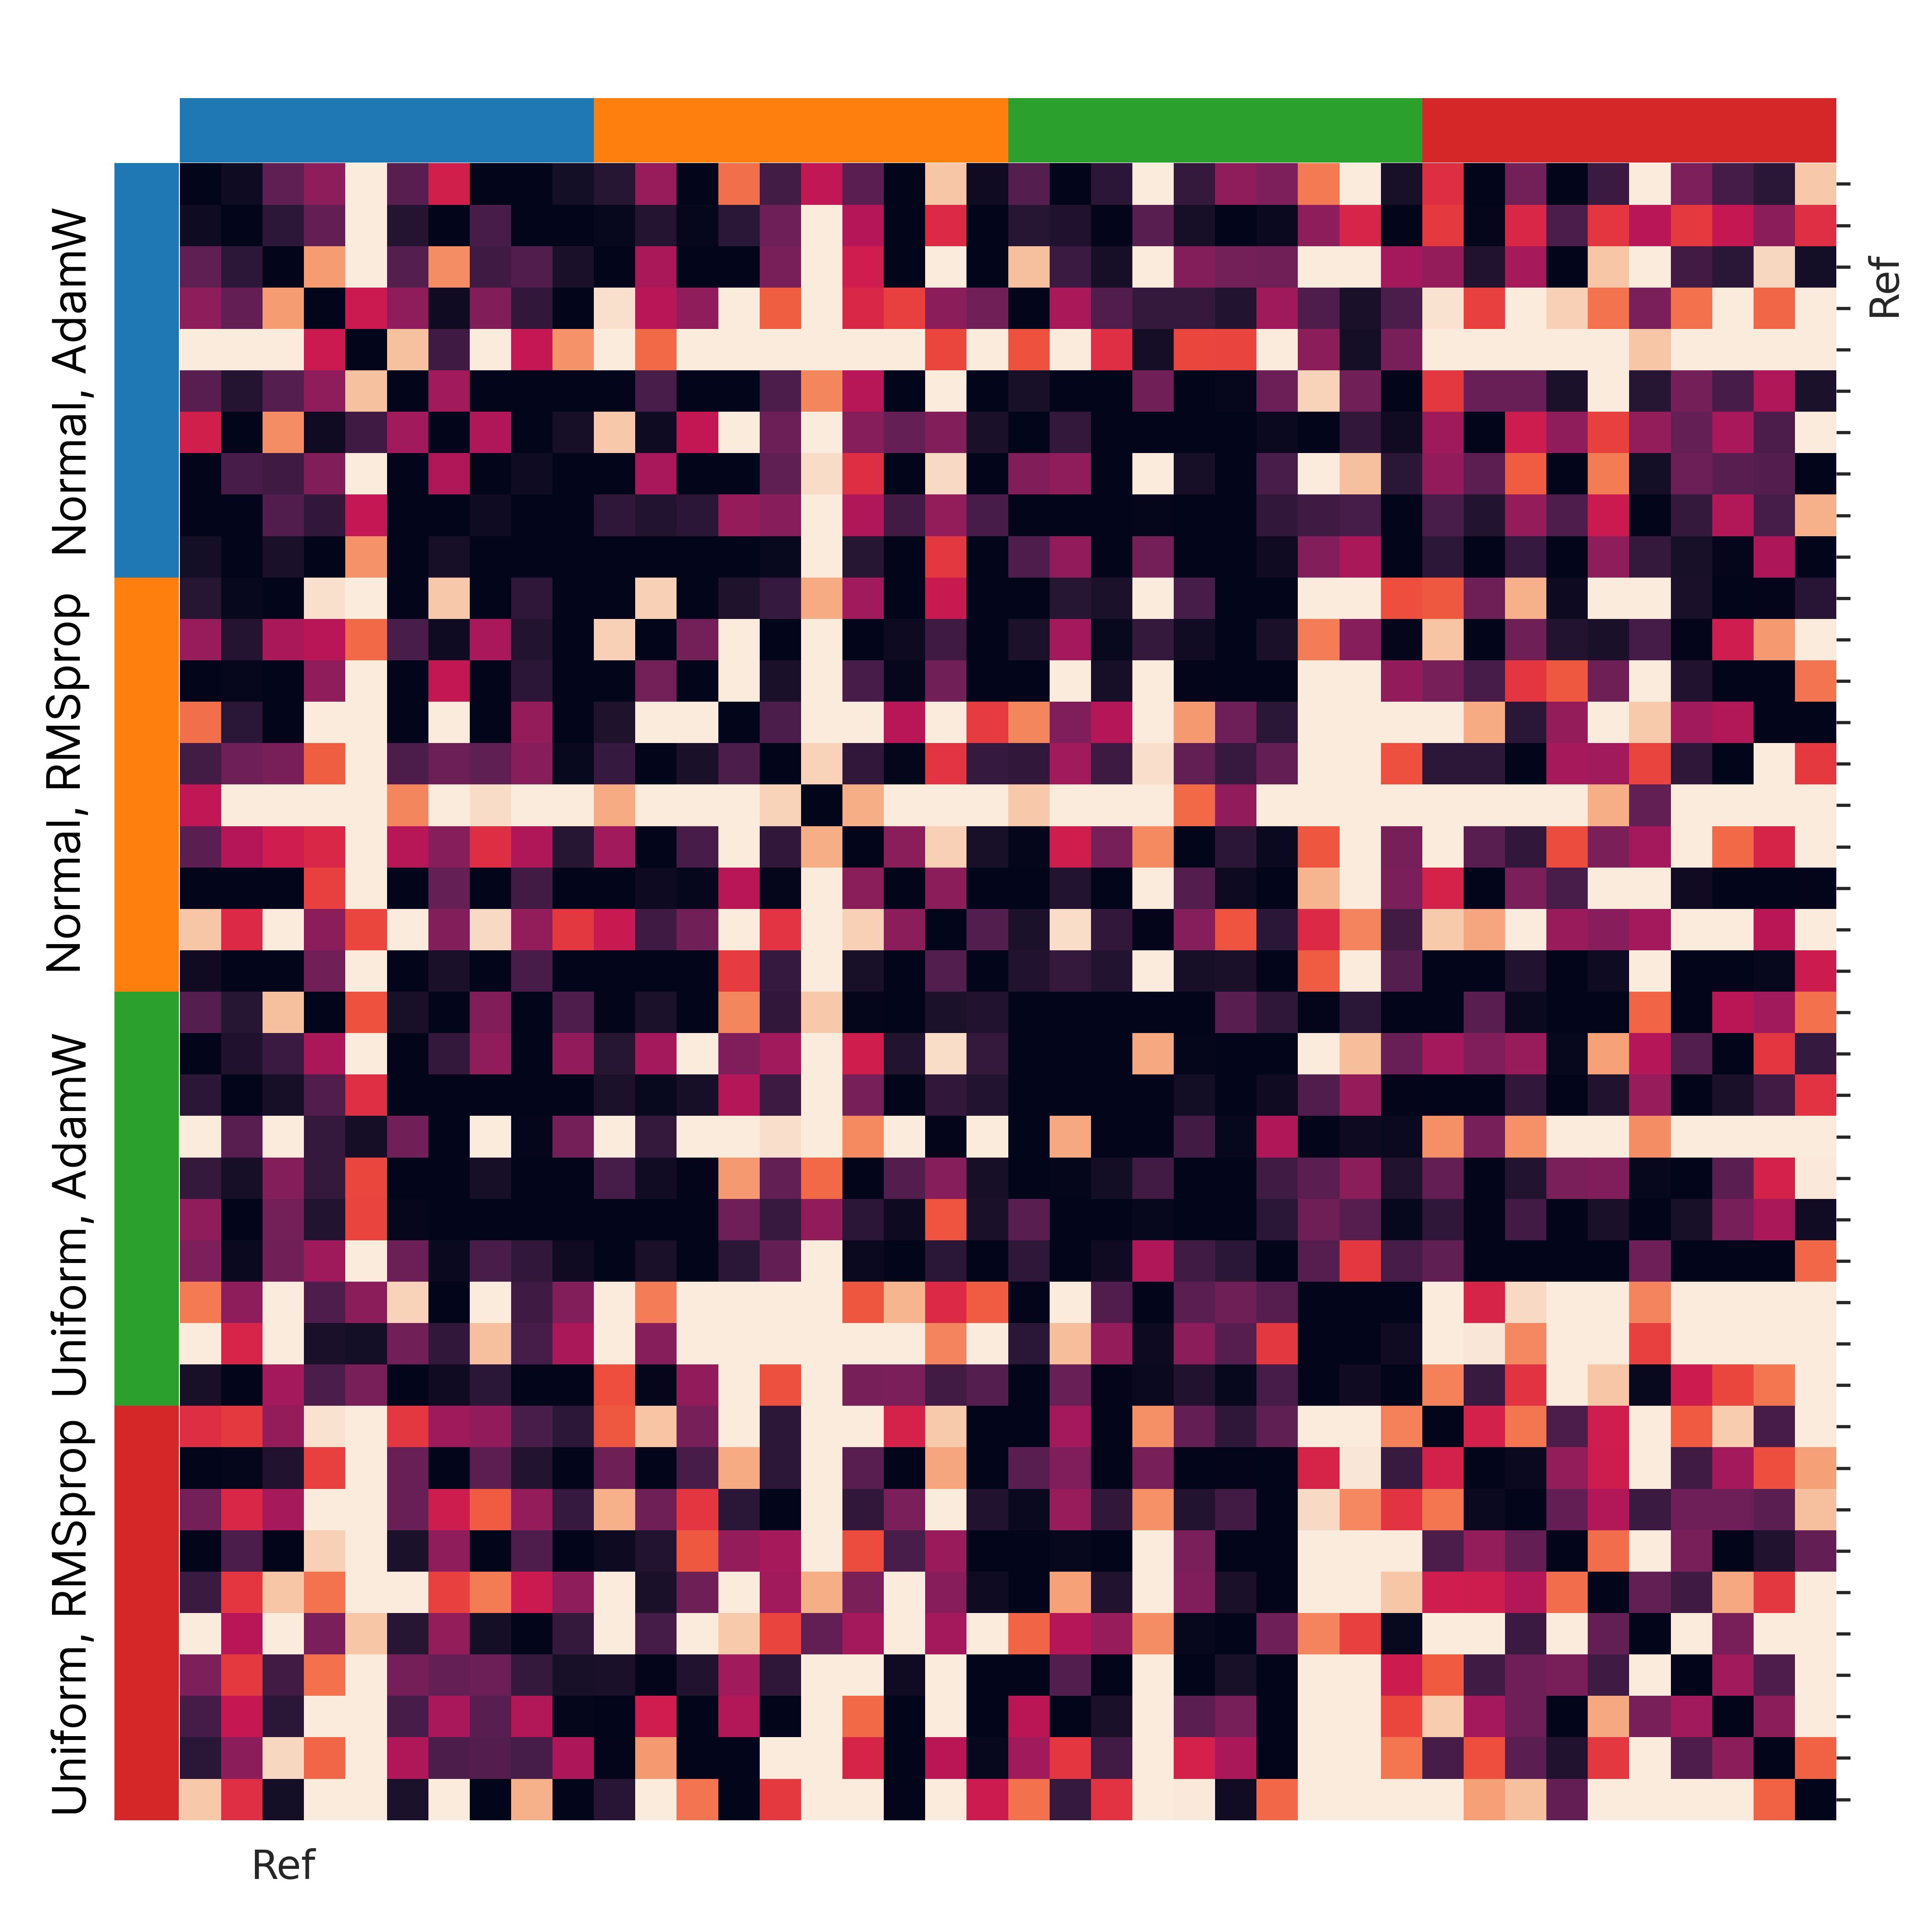 Normal, AdamW
Normal, RMSprop
Uniform, AdamW
Uniform, RMSprop
Ref
Ref